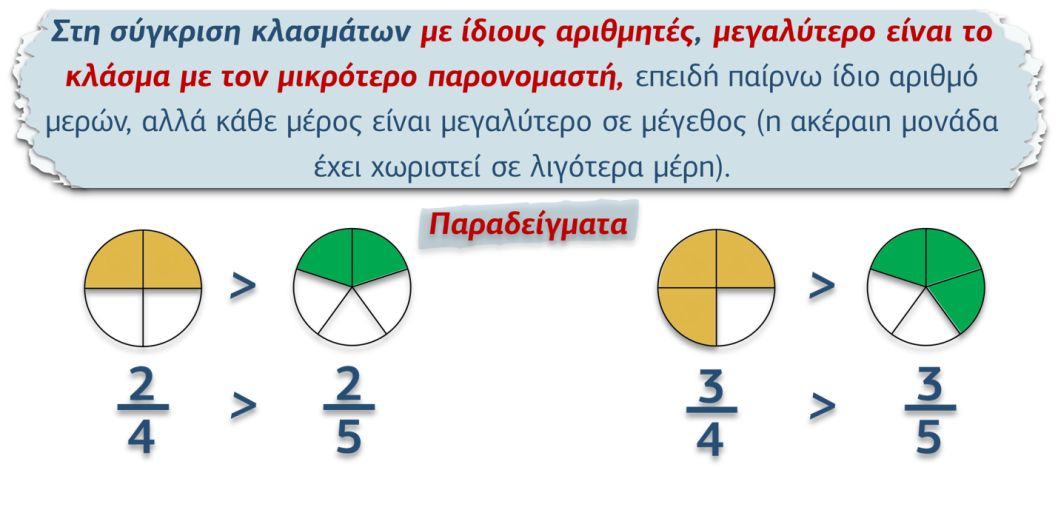 Στη σύγκριση κλασμάτων με ίδιους αριθμητές, μεγαλύτερο είναι το
κλάσμα με τον μικρότερο παρονομαστή, επειδή παίρνω ίδιο αριθμό
μερών, αλλά κάθε μέρος είναι μεγαλύτερο σε μέγεθος (η ακέραιη μονάδα
έχει χωριστεί σε λιγότερα μέρη).
Παραδείγματα
> >
2/4 > 2/5 3/4 > 3/5